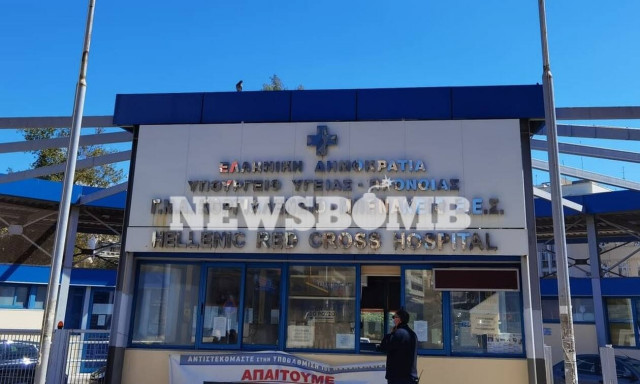 ΕΛΛΗΝΙΚΗ ΔΗΜΟΚΡΑΤΙΑ
ΥΠΟΥΡΓΕΙΟ ΥΓΕΙΑΣ - ΠΡΟΝΟΙΑΣ
NEWSBOMB
HELLENIC RED CROSS HOSPITAL
ΑΝΤΙΣΤΕΚΟΜΑΣΤΕ ΣΤΗΝ ΥΠΟΒΑΘΜΙΣΗ
ΑΠΑΙΤΟΥΜΕ